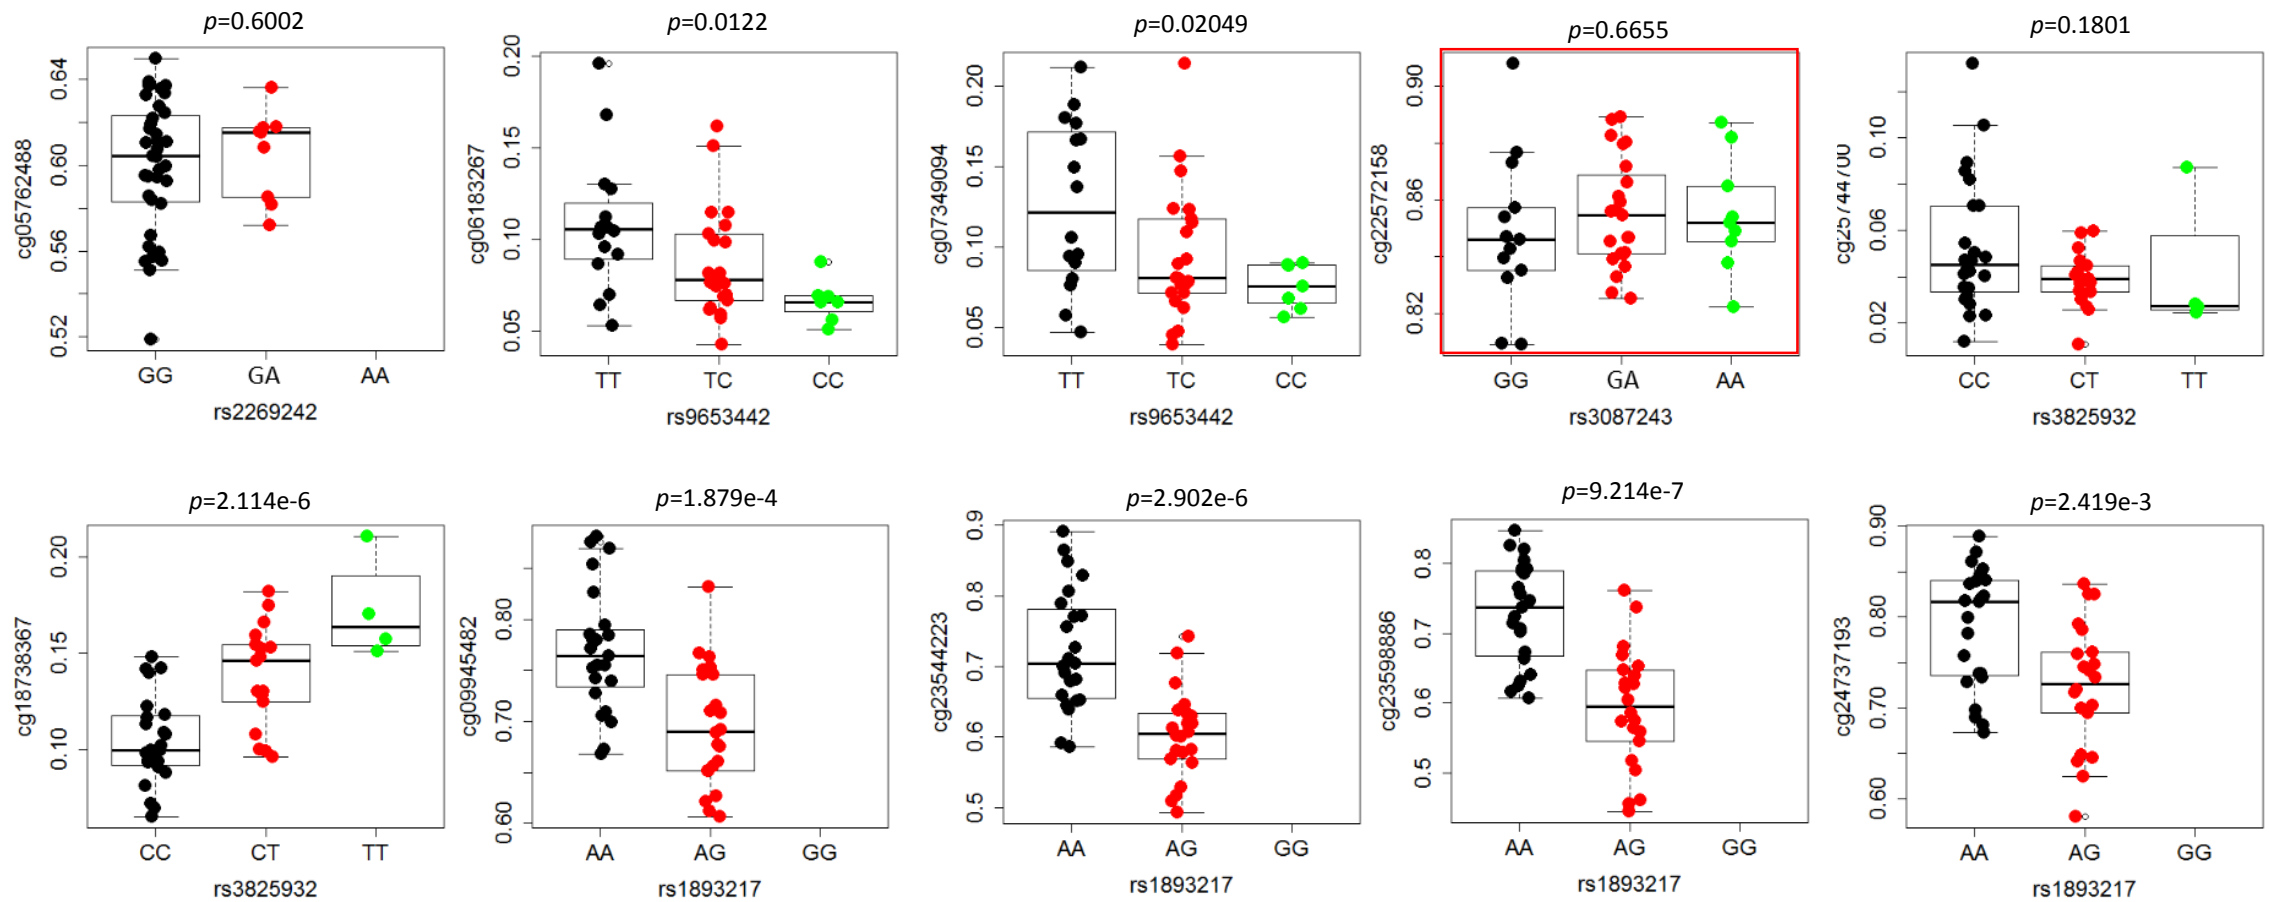 p=0.6002
cg05762488
0.52 0.56 0.60 0.64
GG GA AA
rs2269242
p=0.0122
cg06183267
0.05 0.10 0.15 0.20
TT TC CC
rs9653442
p=0.02049
cg07349094
0.05 0.10 0.15 0.20
TT TC CC
rs9653442
p=0.6655
cg22572158
0.82 0.86 0.90
GG GA AA
rs3087243
p=0.1801
cg25744700
0.02 0.06 0.10
CC CT TT
rs3825932
p=2.114e-6
cg18738367
0.10 0.15 0.20
CC CT TT
rs3825932
p=1.879e-4
cg09945482
0.60 0.70 0.80
AA AG GG
rs1893217
p=2.902e-6
cg23544223
0.5 0.6 0.7 0.8 0.9
AA AG GG
rs1893217
p=9.214e-7
cg23598886
0.5 0.6 0.7 0.8
AA AG GG
rs1893217
p=2.419e-3
cg24737193
0.60 0.70 0.80 0.90
AA AG GG
rs1893217